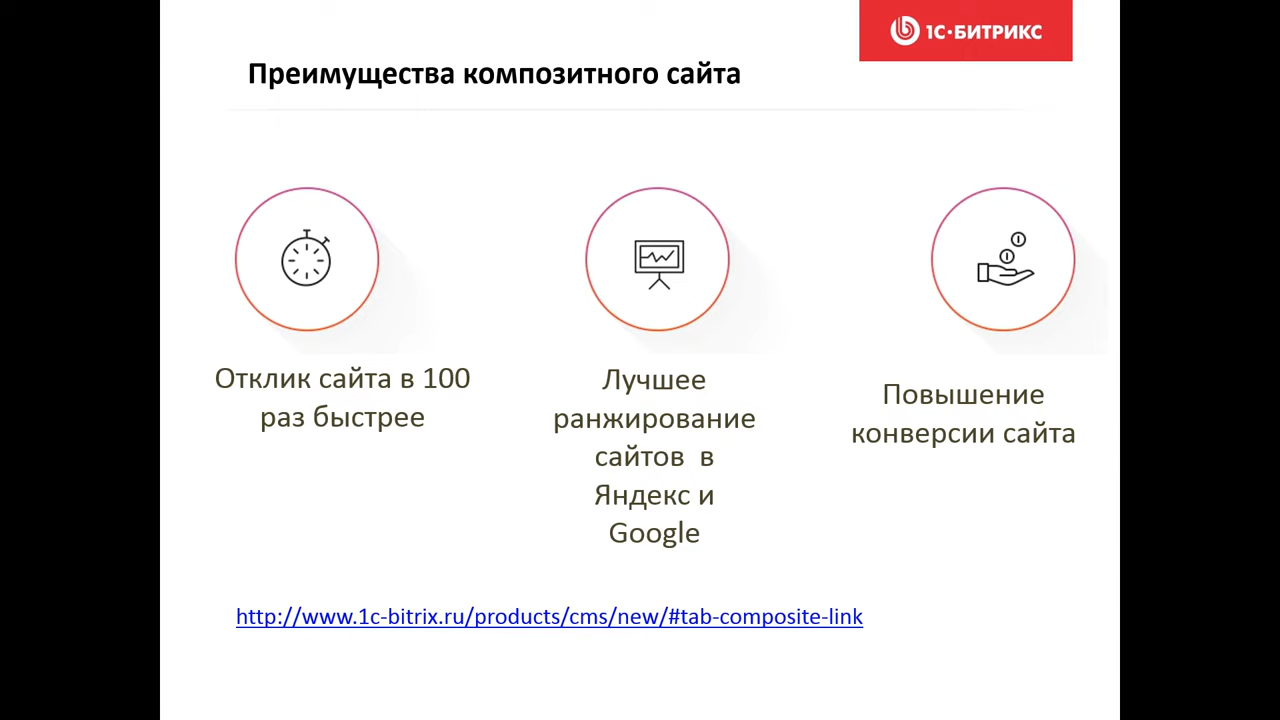 1С·БИТРИКС
Преимущества композитного сайта
Отклик сайта в 100
раз быстрее
Лучшее
ранжирование
сайтов в
Яндекс и
Google
Повышение
конверсии сайта
http://www.1c-bitrix.ru/products/cms/new/#tab-composite-link